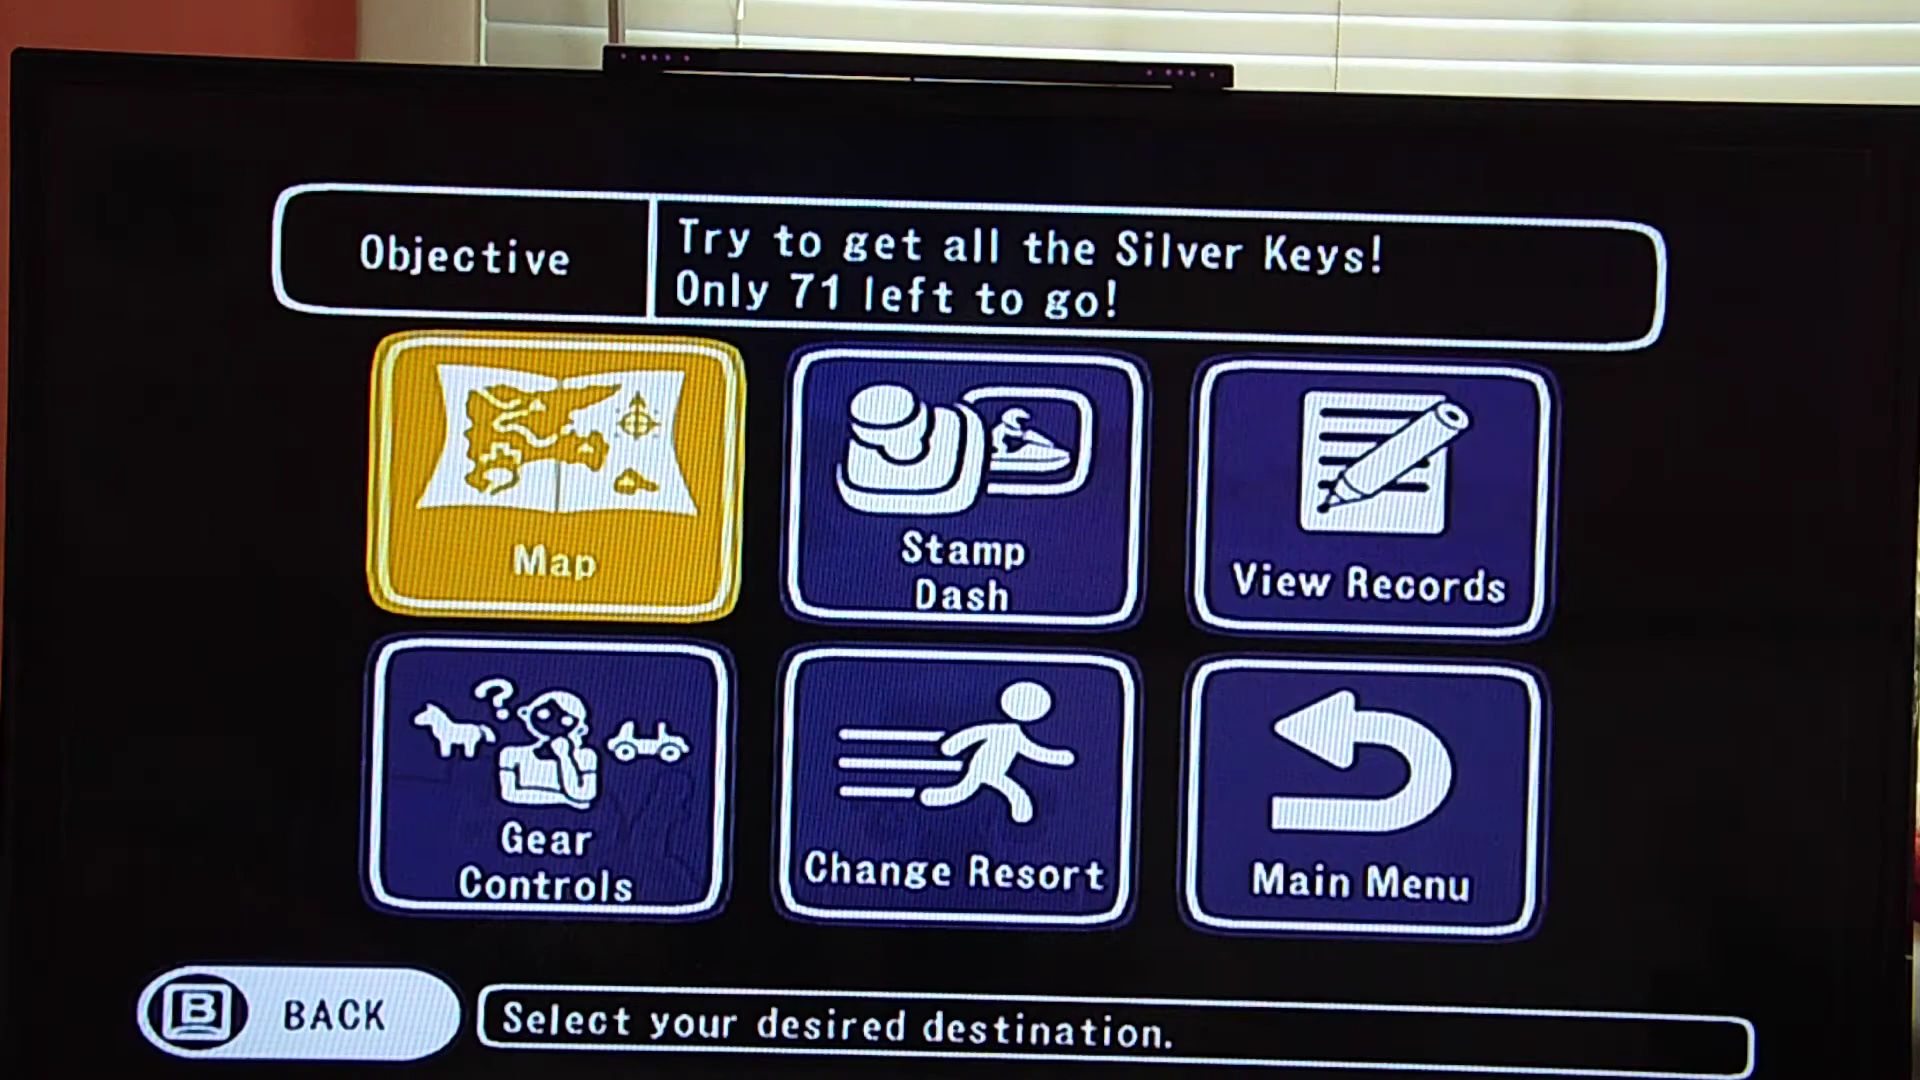 Objective
Try to get all the Silver Keys!
Only 71 left to go!
Map
Stamp
Dash
View Records
Gear
Controls
Change Resort
Main Menu
B BACK
Select your desired destination.